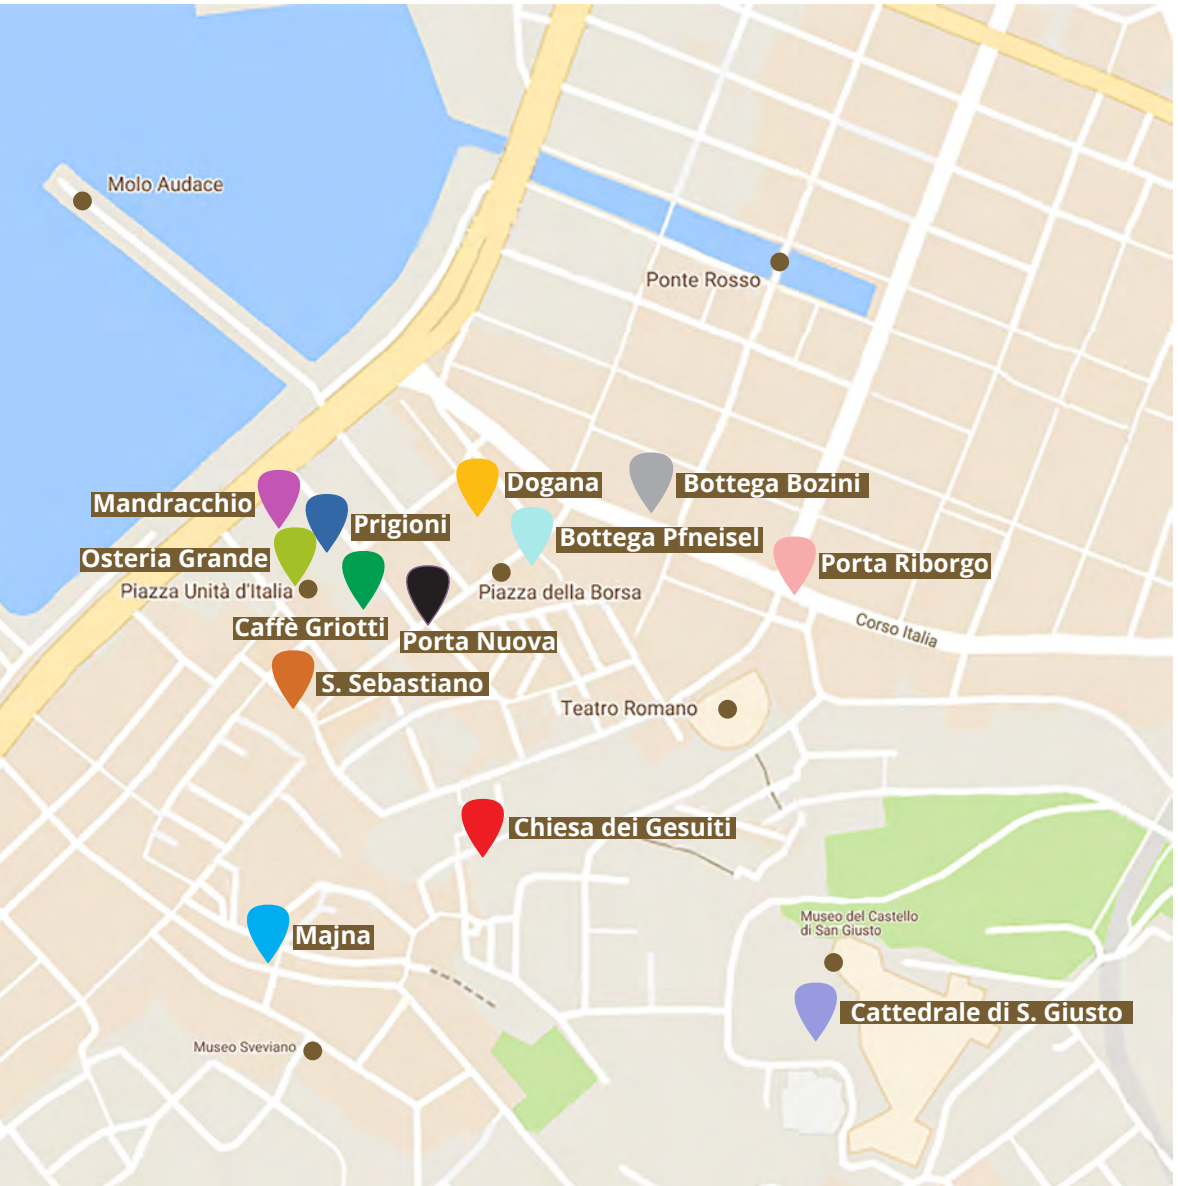 Molo Audace
Ponte Rosso
Dogana
Bottega Bozini
Mandracchio
Prigioni
Bottega Pfneisel
Osteria Grande
Porta Riborgo
Piazza Unità d'Italia
Piazza della Borsa
Caffè Griotti
Porta Nuova
Corso Italia
S. Sebastiano
Teatro Romano
Chiesa dei Gesuiti
Museo del Castello
di San Giusto
Majna
Cattedrale di S. Giusto
Museo Sveviano